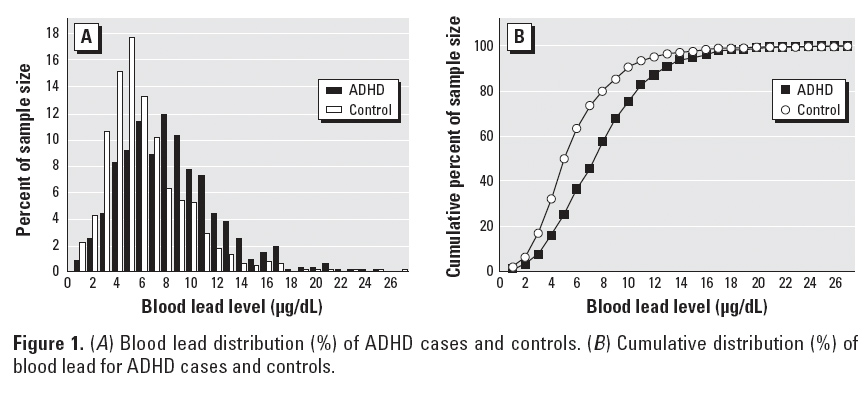 A
18
16
14
12
10
8
6
4
2
0
Percent of sample size
ADHD
Control
0 2 4 6 8 10 12 14 16 18 20 22 24 26
Blood lead level (µg/dL)
B
100
80
60
40
20
0
Cumulative percent of sample size
ADHD
Control
0 2 4 6 8 10 12 14 16 18 20 22 24 26
Blood lead level (µg/dL)
Figure 1. (A) Blood lead distribution (%) of ADHD cases and controls. (B) Cumulative distribution (%) of
blood lead for ADHD cases and controls.